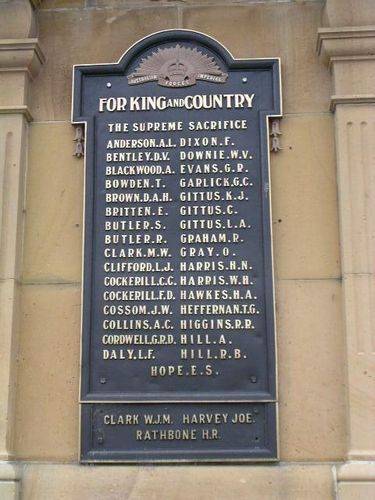 AUSTRALIAN IMPERIAL
FORCES
FOR KING AND COUNTRY
THE SUPREME SACRIFICE
ANDERSON.A.L. DIXON.F.
BENTLEY.D.V. DOWNIE.W.V.
BLACKWOOD.A. EVANS.G.R.
BOWDEN.T. GARLICK.G.C.
BROWN.D.A.H. GITTUS.K.J.
BRITTEN.E. GITTUS.C.
BUTLER.S. GITTUS.L.A.
BUTLER.R. GRAHAM.R.
CLARK.M.W. GRAY.O.
CLIFFORD.L.J. HARRIS.H.N.
COCKERILL.C.C. HARRIS.W.H.
COCKERILL.F.D. HAWKES.H.A.
COSSOM.J.W. HEFFERNAN.T.G.
COLLINS.A.C. HIGGINS.R.R.
CORDWELL.G.R.D. HILL.A.
DALY.L.F. HILL.R.B.
HOPE.E.S.
CLARK W.J.M. HARVEY JOE.
RATHBONE H.R.